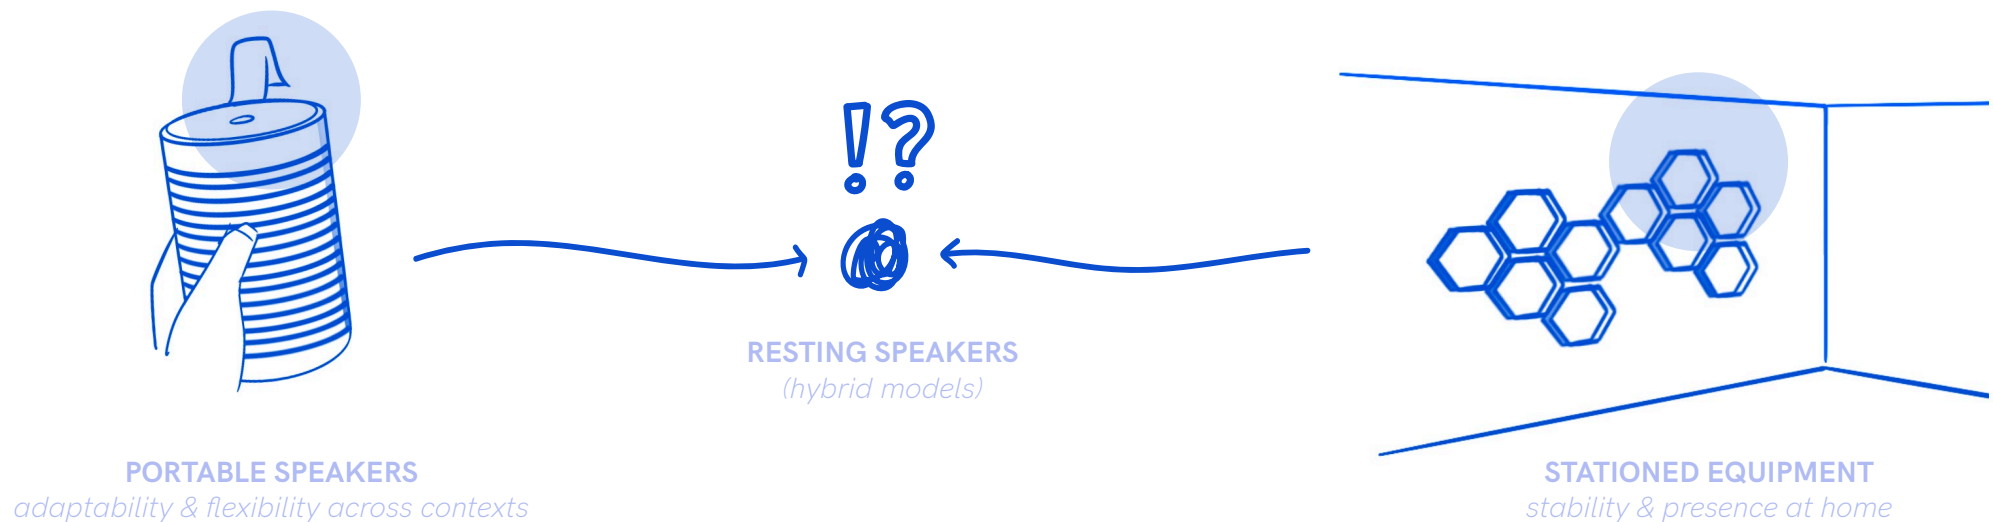 !?
RESTING SPEAKERS
(hybrid models)
PORTABLE SPEAKERS
adaptability & flexibility across contexts
STATIONED EQUIPMENT
stability & presence at home